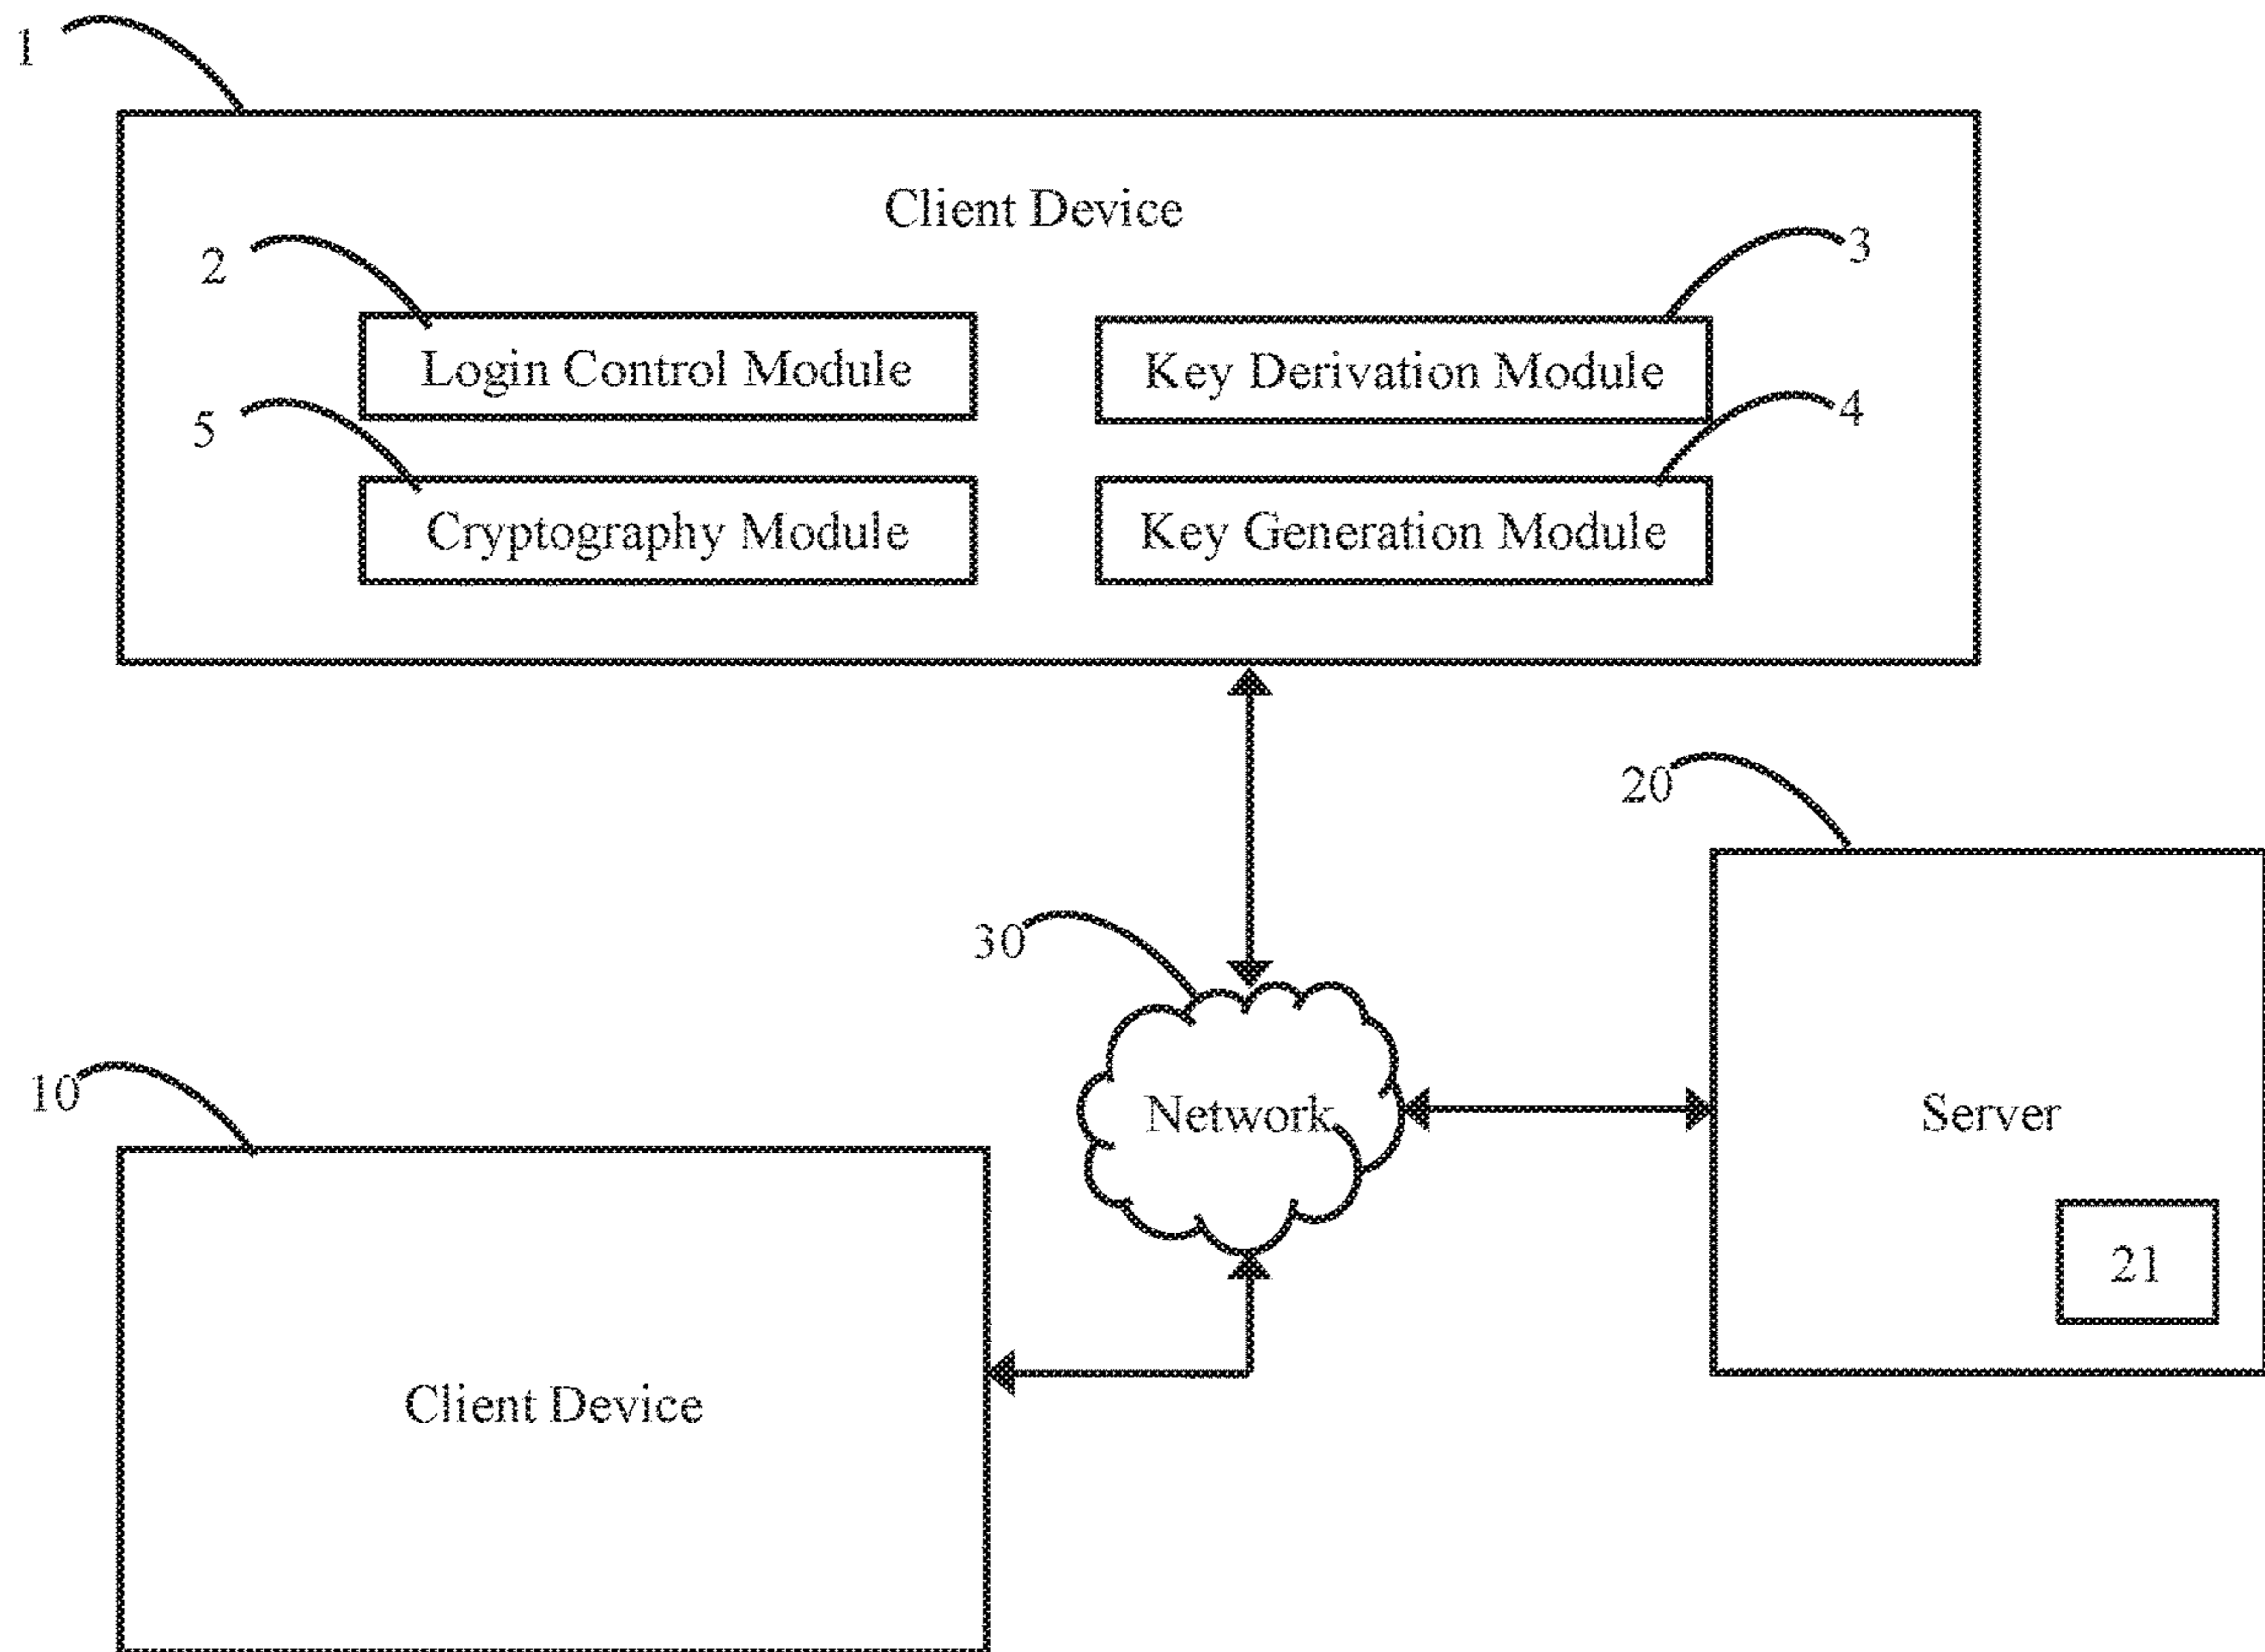 1
Client Device
2
3
Login Control Module
Key Derivation Module
5
4
Cryptography Module
Key Generation Module
20
30
10
Network
Server
21
Client Device